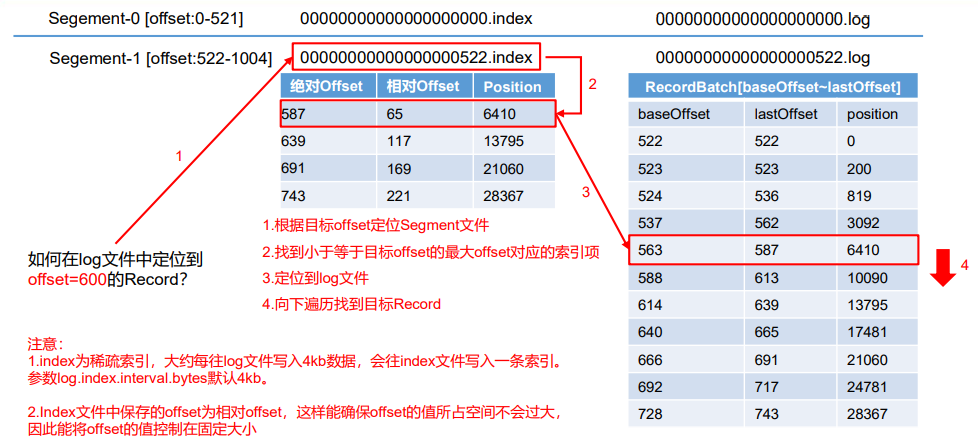 Segement-0 [offset:0-521] 00000000000000000000.index 00000000000000000000.log
Segement-1 [offset:522-1004] 00000000000000000522.index 00000000000000000522.log
绝对Offset 相对Offset Position
587 65 6410
639 117 13795
691 169 21060
743 221 28367
2
1
3
RecordBatch[baseOffset~lastOffset]
baseOffset lastOffset position
522 522 0
523 523 200
524 536 819
537 562 3092
563 587 6410
588 613 10090
614 639 13795
640 665 17481
666 691 21060
692 717 24781
728 743 28367
4
1.根据目标offset定位Segment文件
2.找到小于等于目标offset的最大offset对应的索引项
3.定位到log文件
4.向下遍历找到目标Record
如何在log文件中定位到
offset=600的Record?
注意:
1.index为稀疏索引，大约每往log文件写入4kb数据，会往index文件写入一条索引。
参数log.index.interval.bytes默认4kb。
2.Index文件中保存的offset为相对offset，这样能确保offset的值所占空间不会过大，
因此能将offset的值控制在固定大小